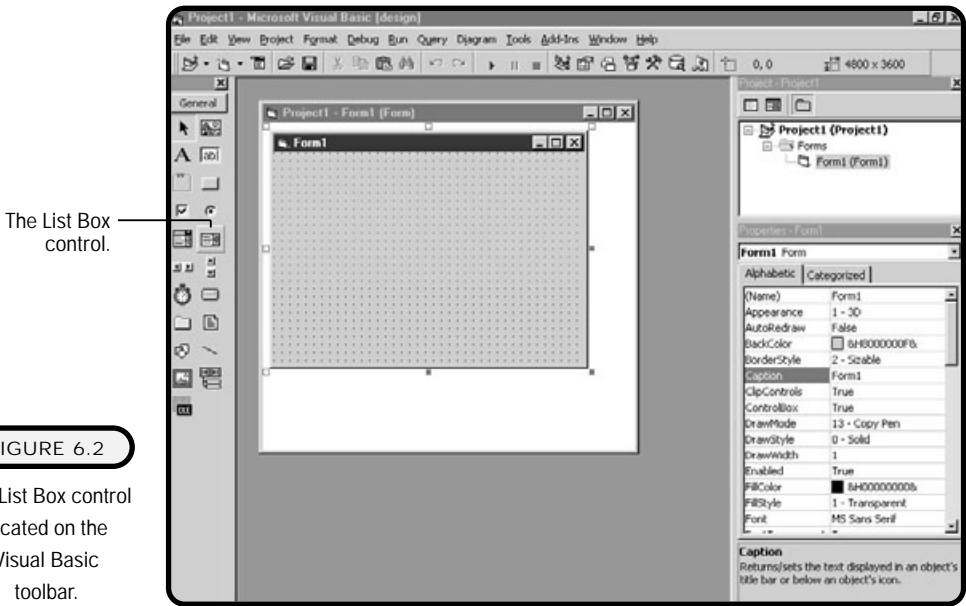 Project1 - Microsoft Visual Basic [design]
File Edit View Project Format Debug Run Query Diagram Tools Add-Ins Window Help
0, 0
4800 x 3600
General
A
ab|
OLE
Project1 - Form1 (Form)
Form1
Project - Project1
Project1 (Project1)
Forms
Form1 (Form1)
Properties - Form1
Form1 Form
Alphabetic Categorized
(Name) Form1
Appearance 1 - 3D
AutoRedraw False
BackColor &H8000000F&
BorderStyle 2 - Sizable
Caption Form1
ClipControls True
ControlBox True
DrawMode 13 - Copy Pen
DrawStyle 0 - Solid
DrawWidth 1
Enabled True
FillColor &H00000000&
FillStyle 1 - Transparent
Font MS Sans Serif
Caption
Returns/sets the text displayed in an object's
title bar or below an object's icon.
The List Box
control.
IGURE 6.2
List Box control
cated on the
Visual Basic
toolbar.